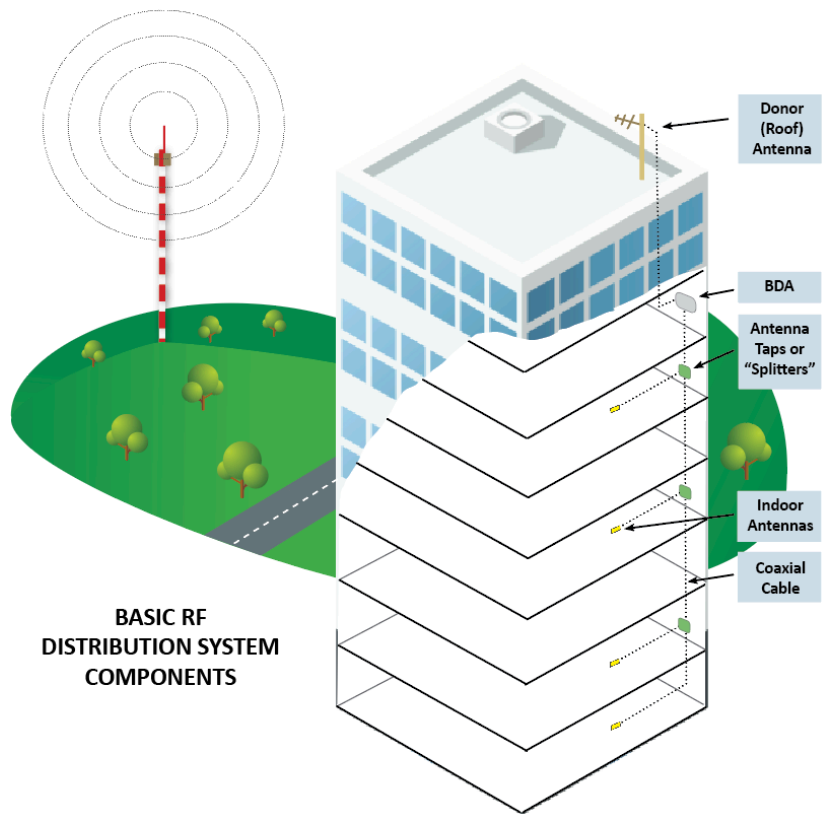 Donor
(Roof)
Antenna
BDA
Antenna
Taps or
“Splitters”
Indoor
Antennas
Coaxial
Cable
BASIC RF
DISTRIBUTION SYSTEM
COMPONENTS